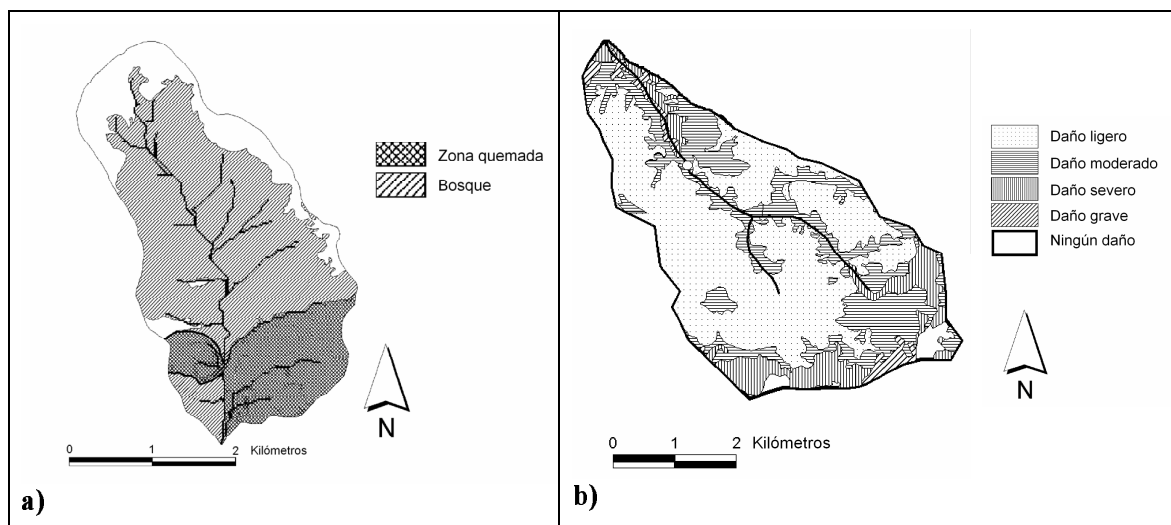 Zona quemada
Bosque
N
0 1 2 Kilómetros
a)
Daño ligero
Daño moderado
Daño severo
Daño grave
Ningún daño
N
0 1 2 Kilómetros
b)